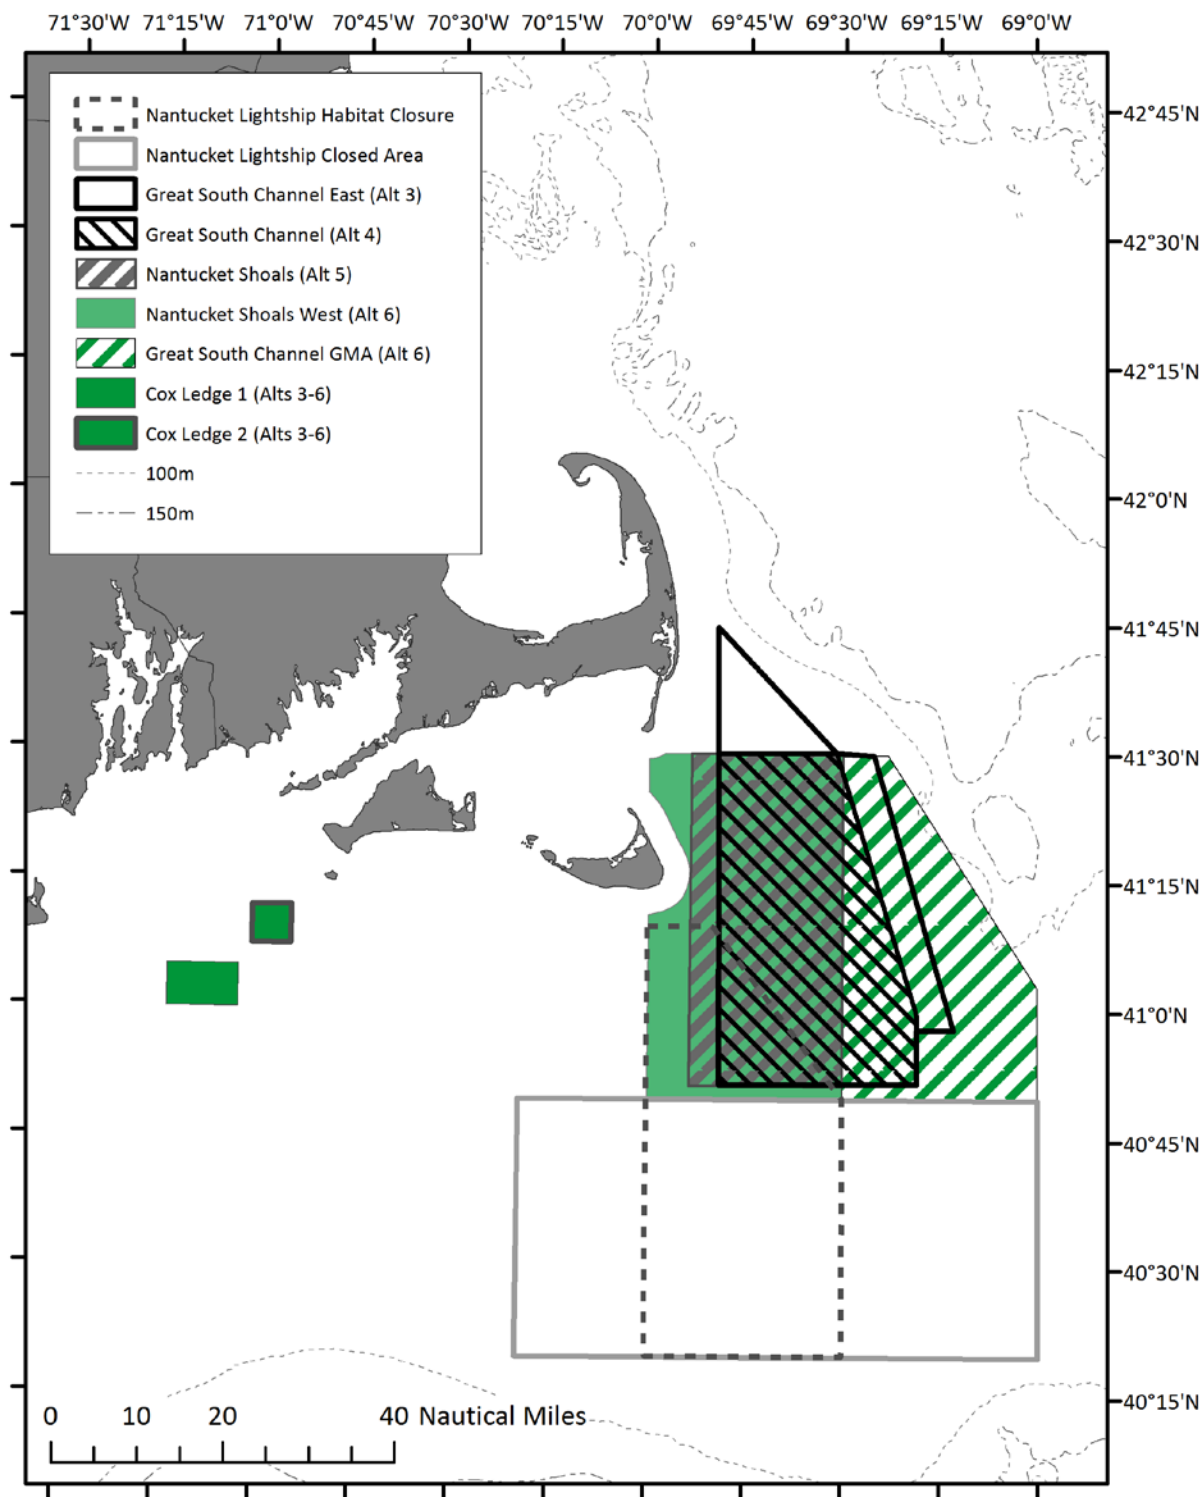 71°30'W 71°15'W 71°0'W 70°45'W 70°30'W 70°15'W 70°0'W 69°45'W 69°30'W 69°15'W 69°0'W
Nantucket Lightship Habitat Closure
Nantucket Lightship Closed Area
Great South Channel East (Alt 3)
Great South Channel (Alt 4)
Nantucket Shoals (Alt 5)
Nantucket Shoals West (Alt 6)
Great South Channel GMA (Alt 6)
Cox Ledge 1 (Alts 3-6)
Cox Ledge 2 (Alts 3-6)
100m
150m
42°45'N
42°30'N
42°15'N
42°0'N
41°45'N
41°30'N
41°15'N
41°0'N
40°45'N
40°30'N
40°15'N
0 10 20 40 Nautical Miles